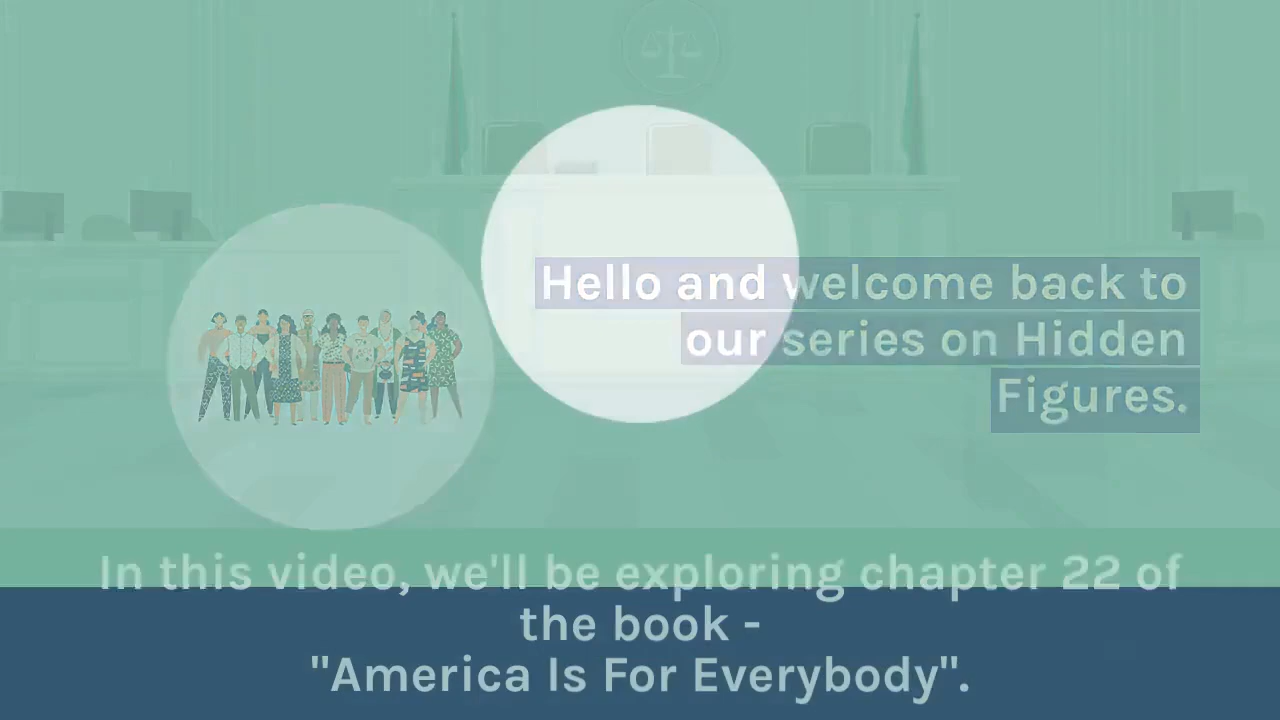 Hello and welcome back to
our series on Hidden
Figures.
In this video, we'll be exploring chapter 22 of
the book -
"America Is For Everybody".